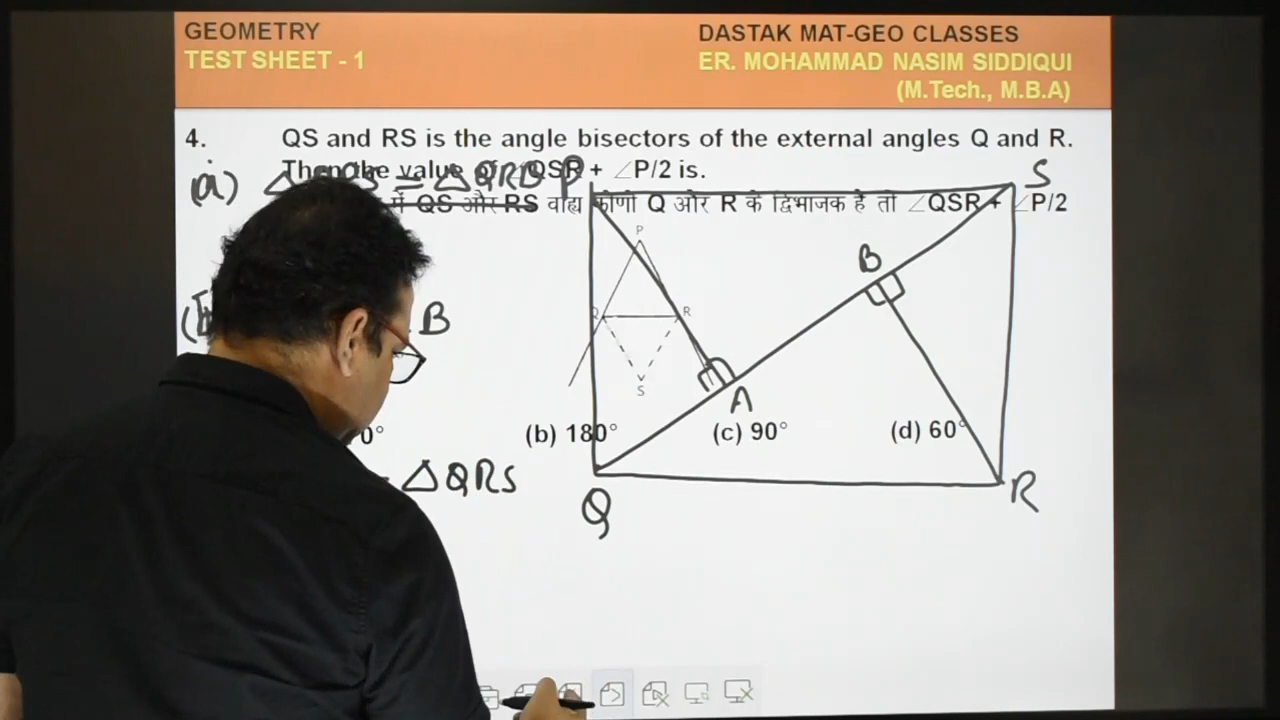 GEOMETRY
TEST SHEET - 1
DASTAK MAT-GEO CLASSES
ER. MOHAMMAD NASIM SIDDIQUI
(M.Tech., M.B.A)
4. QS and RS is the angle bisectors of the external angles Q and R.
Then the value ∠QSR + ∠P/2 is.
(a) = △QRB P S
में QS और RS वाह्य कोणों Q और R के द्विभाजक है तो ∠QSR + ∠P/2
P
B
B
Q R
S
A
(b) 180° (c) 90° (d) 60°
△QRS
Q
R